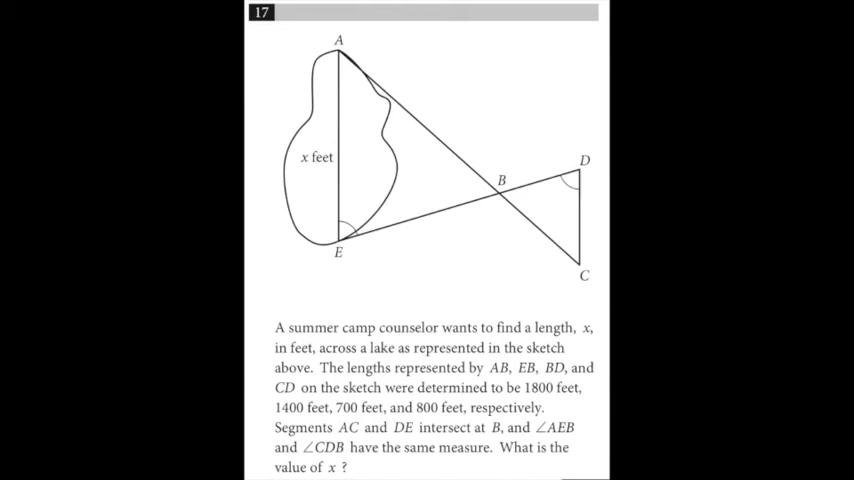 17
A
x feet
D
B
E
C
A summer camp counselor wants to find a length, x,
in feet, across a lake as represented in the sketch
above. The lengths represented by AB, EB, BD, and
CD on the sketch were determined to be 1800 feet,
1400 feet, 700 feet, and 800 feet, respectively.
Segments AC and DE intersect at B, and ∠AEB
and ∠CDB have the same measure. What is the
value of x ?